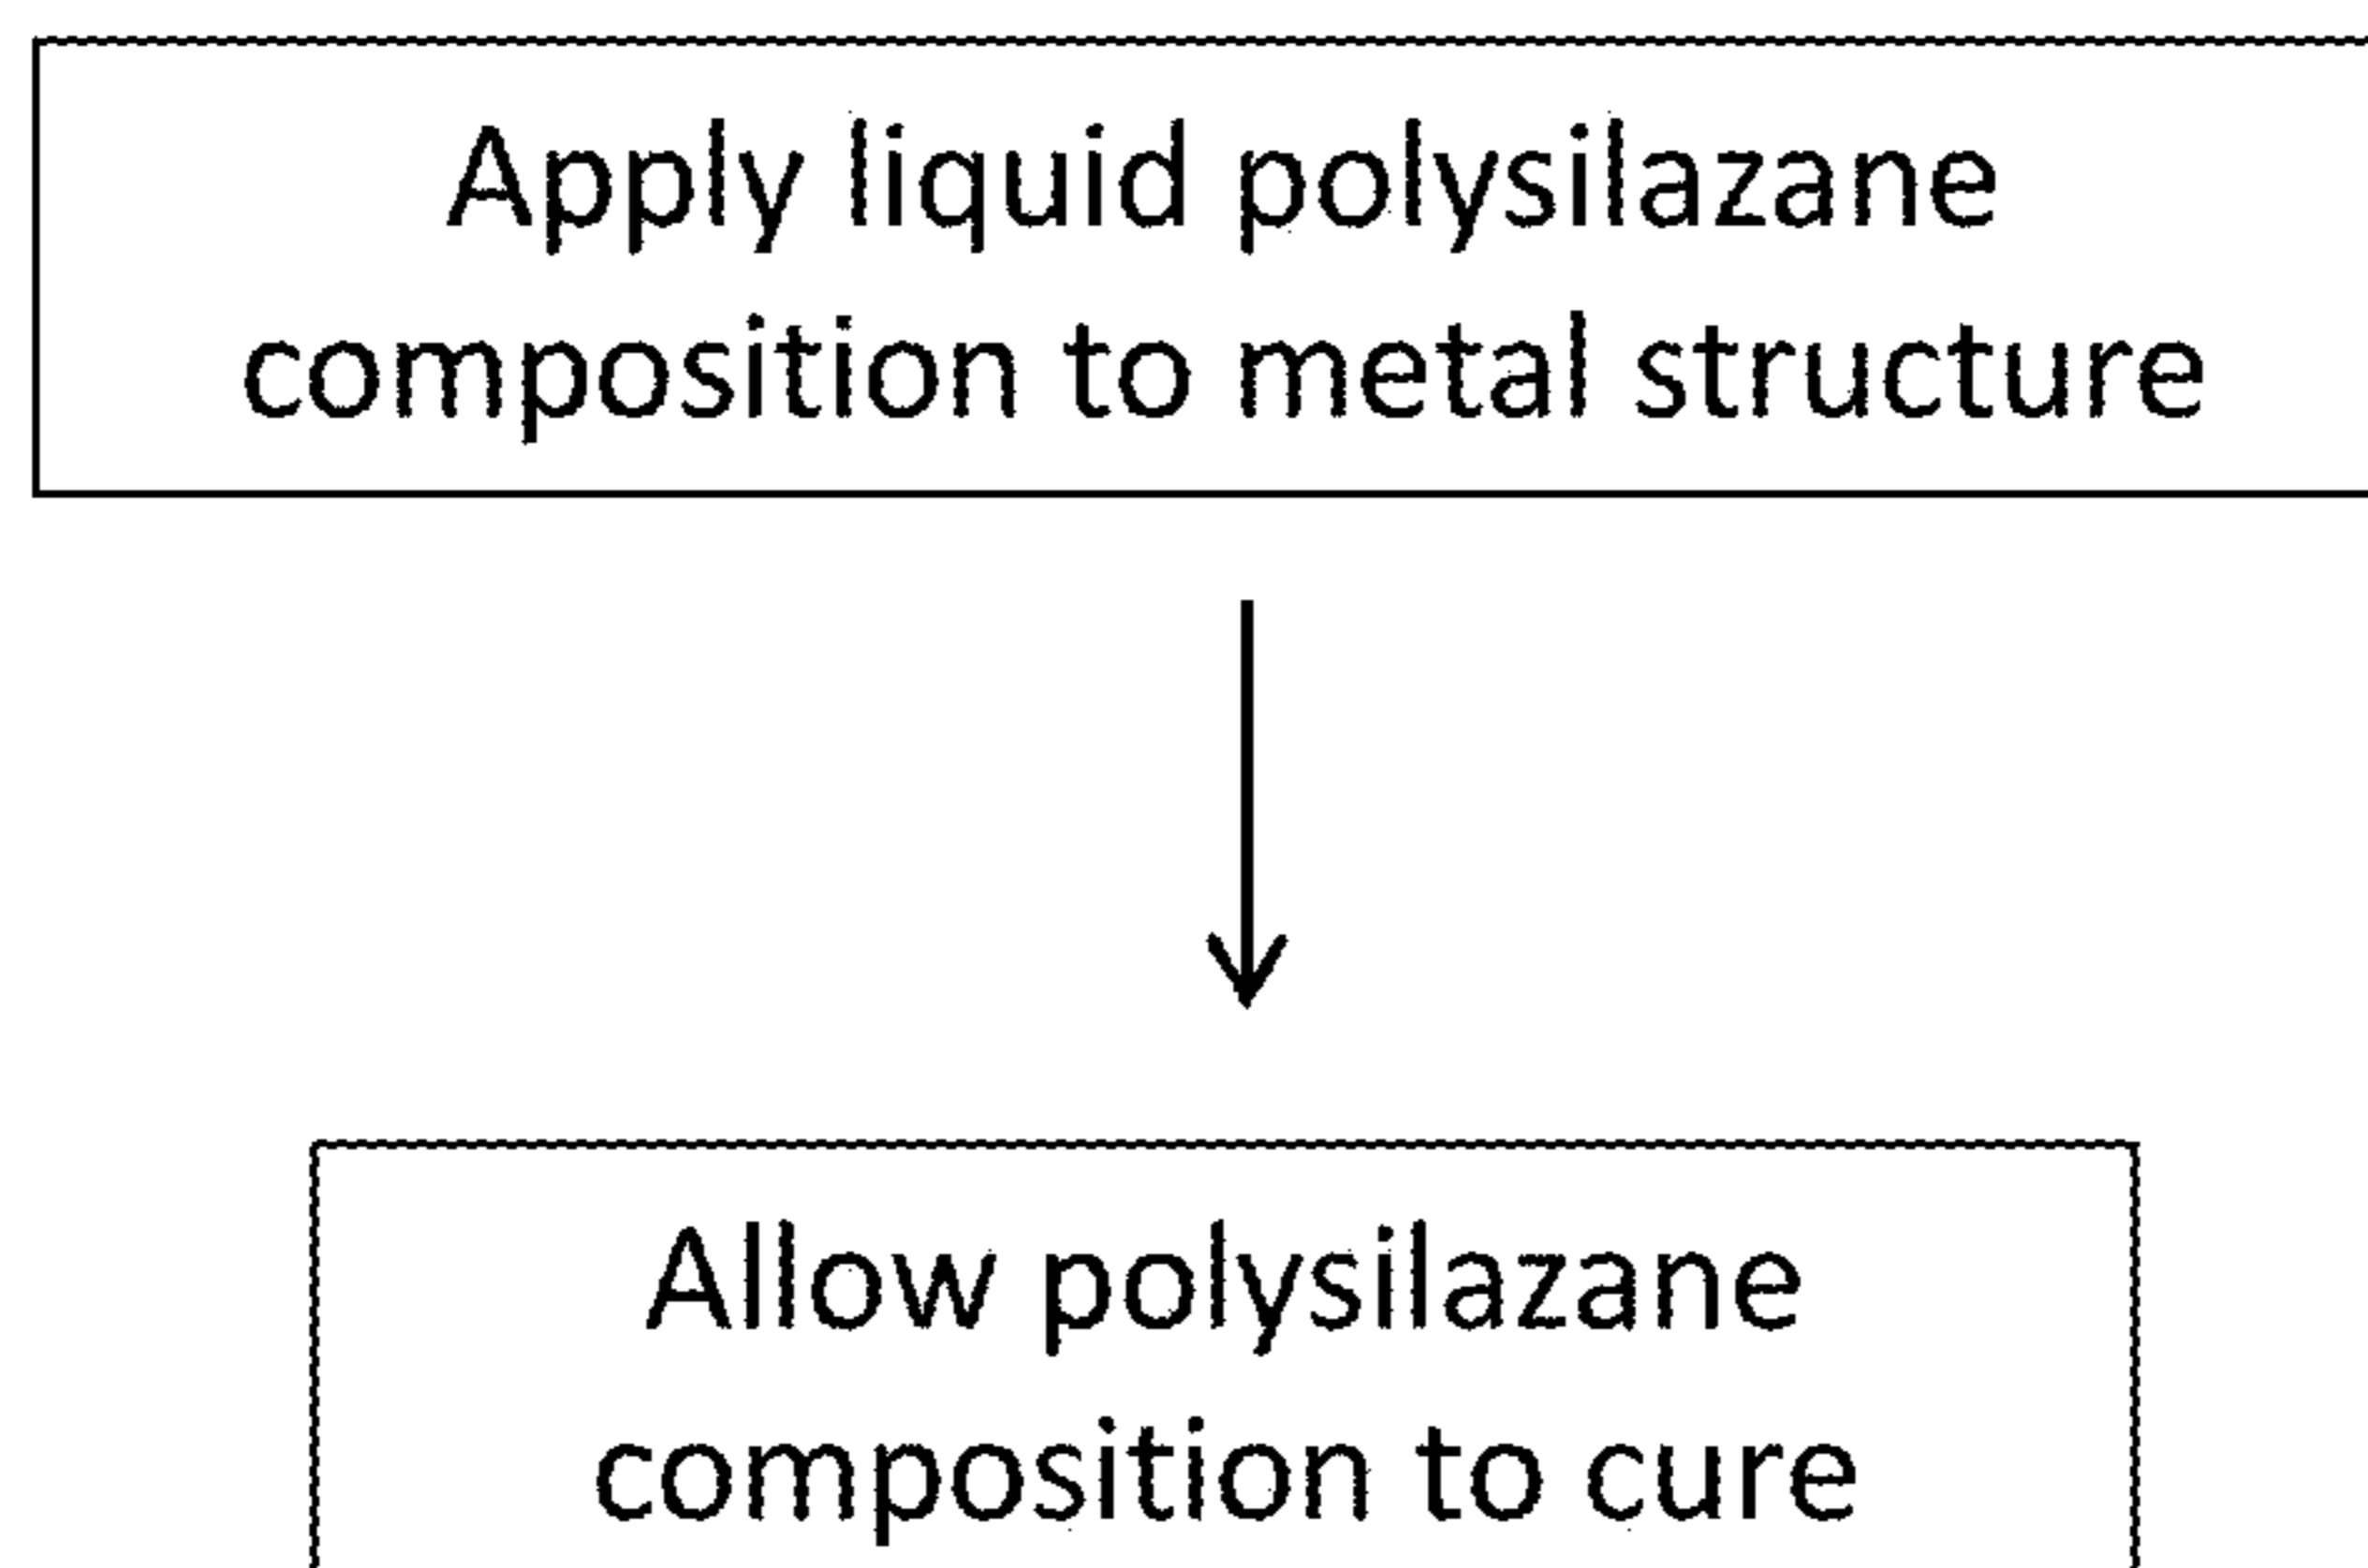 Apply liquid polysilazane
composition to metal structure
Allow polysilazane
composition to cure